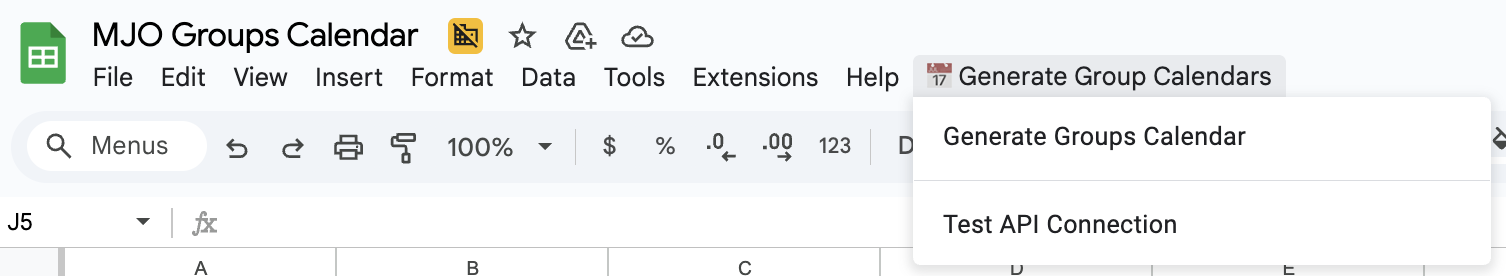 MJO Groups Calendar
File Edit View Insert Format Data Tools Extensions Help 17 Generate Group Calendars
Generate Groups Calendar
Menus 100% $ % .0 .00 123 D
Test API Connection
J5 fx
A B C D E